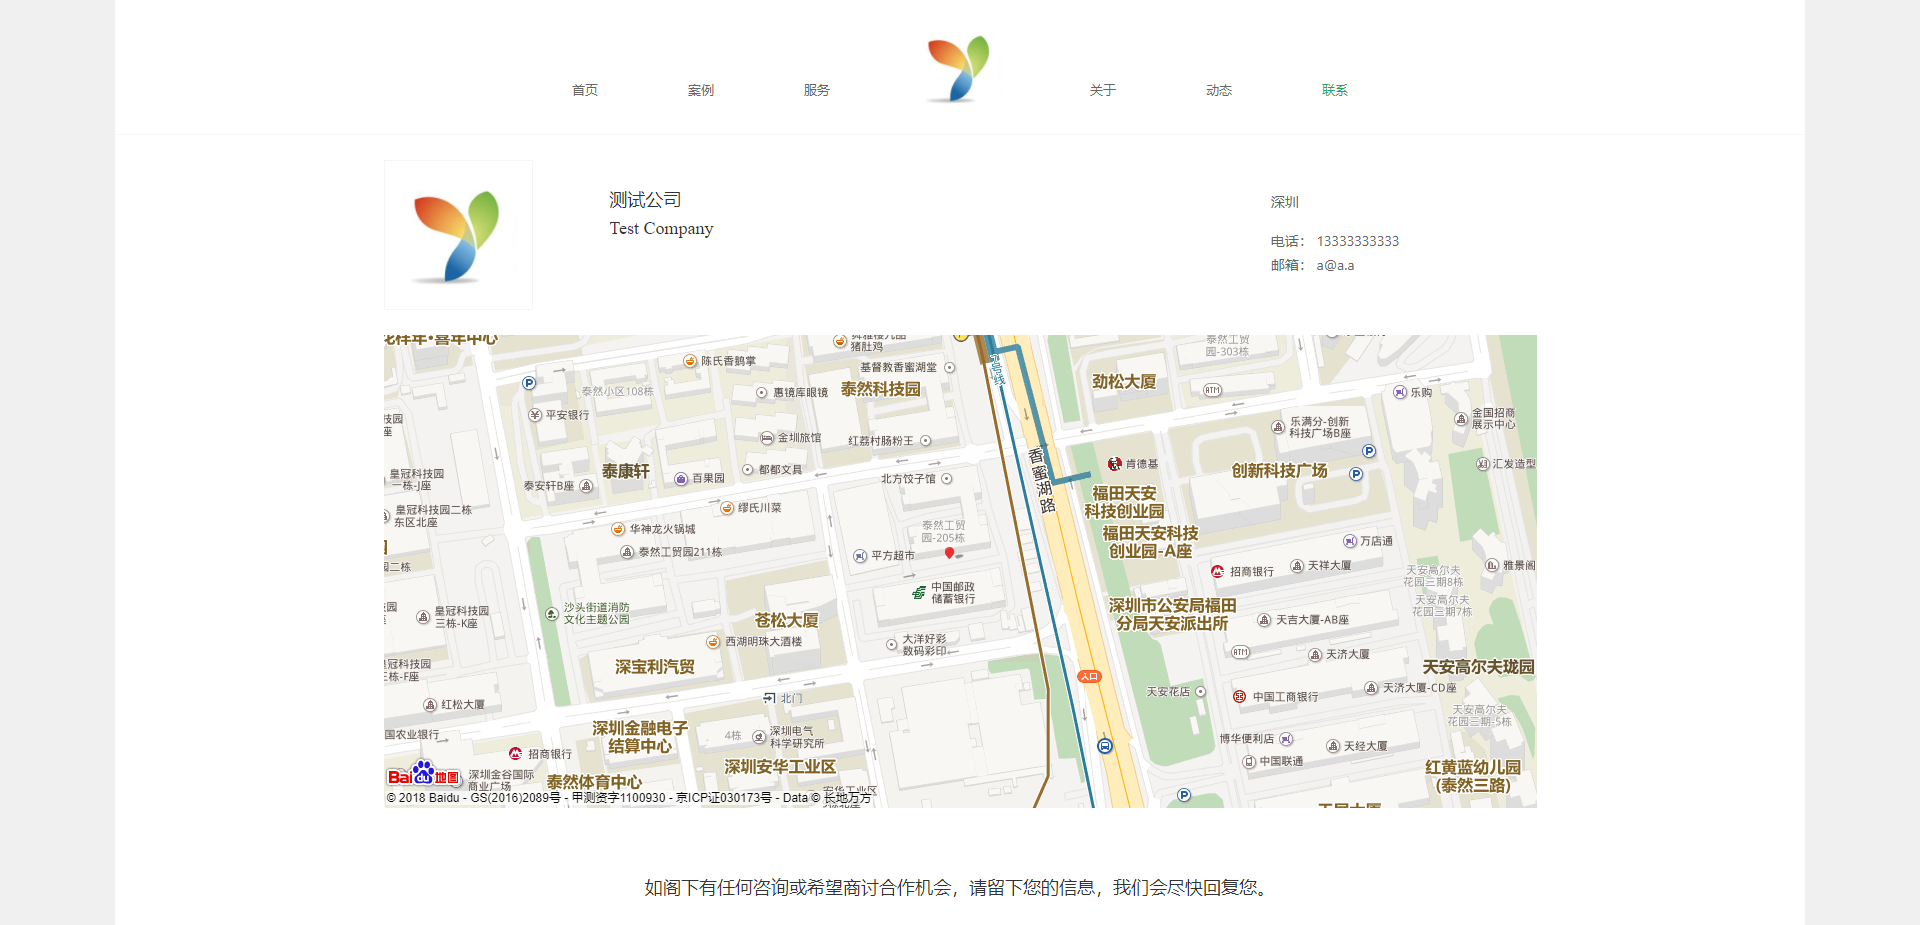 首页
案例
服务
关于
动态
联系
测试公司
Test Company
深圳
电话： 13333333333
邮箱： a@a.a
花样年·喜年中心
陈氏香鹅掌
猪肚鸡
基督教香蜜湖堂
泰然科技园
泰然小区108栋
惠镜库眼镜
平安银行
金圳旅馆
红荔村肠粉王
泰康轩
都都文具
百果园
泰安轩B座
皇冠科技园
一栋-J座
北方饺子馆
缪氏川菜
皇冠科技园二栋
东区北座
华神龙火锅城
泰然工贸园211栋
泰然工贸
园-205栋
平方超市
中国邮政
储蓄银行
沙头街道消防
文化主题公园
皇冠科技园
三栋-K座
苍松大厦
西湖明珠大酒楼
大洋好彩
数码彩印
深宝利汽贸
红松大厦
北门
深圳金融电子
结算中心
4栋
深圳电气
科学研究所
招商银行
深圳安华工业区
深圳金谷国际
商业广场
泰然体育中心
泰然工贸
园-303栋
劲松大厦
ATM
乐购
乐满分-创新
科技广场B座
金国招商
展示中心
香蜜湖路
肯德基
创新科技广场
汇发造型
福田天安
科技创业园
福田天安科技
创业园-A座
万店通
招商银行
天祥大厦
天安高尔夫
花园三期8栋
雅景阁
深圳市公安局福田
分局天安派出所
天吉大厦-AB座
天安高尔夫
花园三期7栋
ATM
天济大厦
天安高尔夫珑园
入口
天安花店
中国工商银行
天济大厦-CD座
天安高尔夫
花园三期-5栋
博华便利店
天经大厦
中国联通
红黄蓝幼儿园
(泰然三路)
Bai du 地图
© 2018 Baidu - GS(2016)2089号 - 甲测资字1100930 - 京ICP证030173号 - Data © 长地万方
如阁下有任何咨询或希望商讨合作机会，请留下您的信息，我们会尽快回复您。